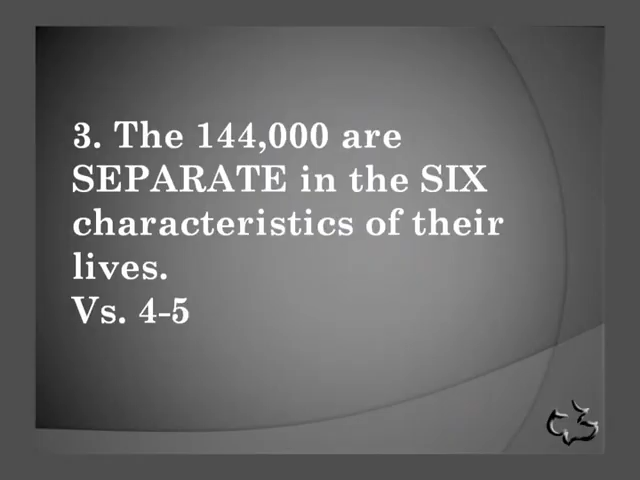 3. The 144,000 are
SEPARATE in the SIX
characteristics of their
lives.
Vs. 4-5